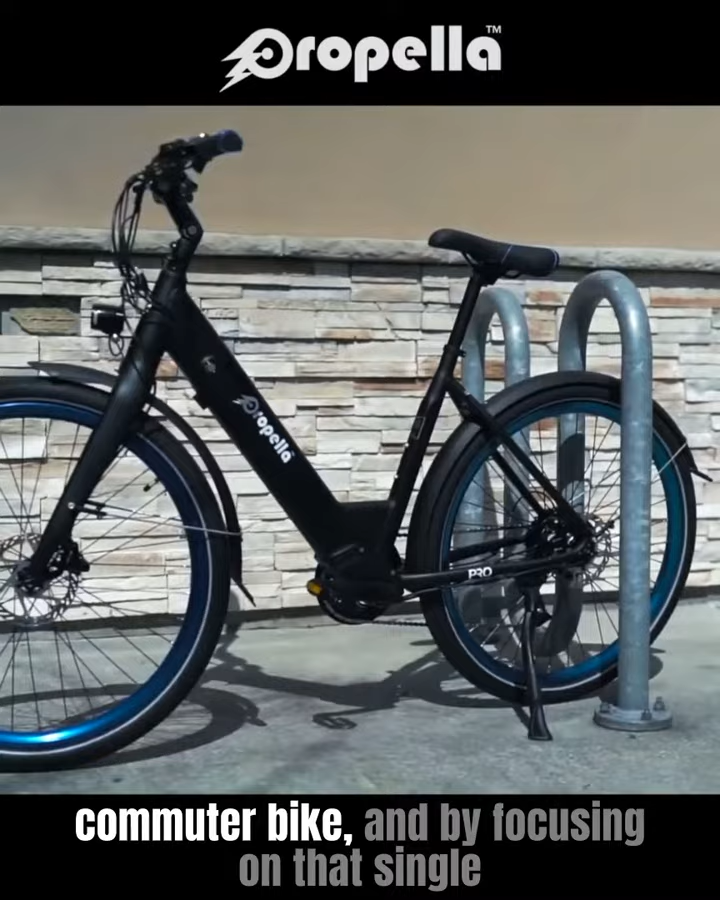 Propella™
Propella
PRO
commuter bike, and by focusing
on that single